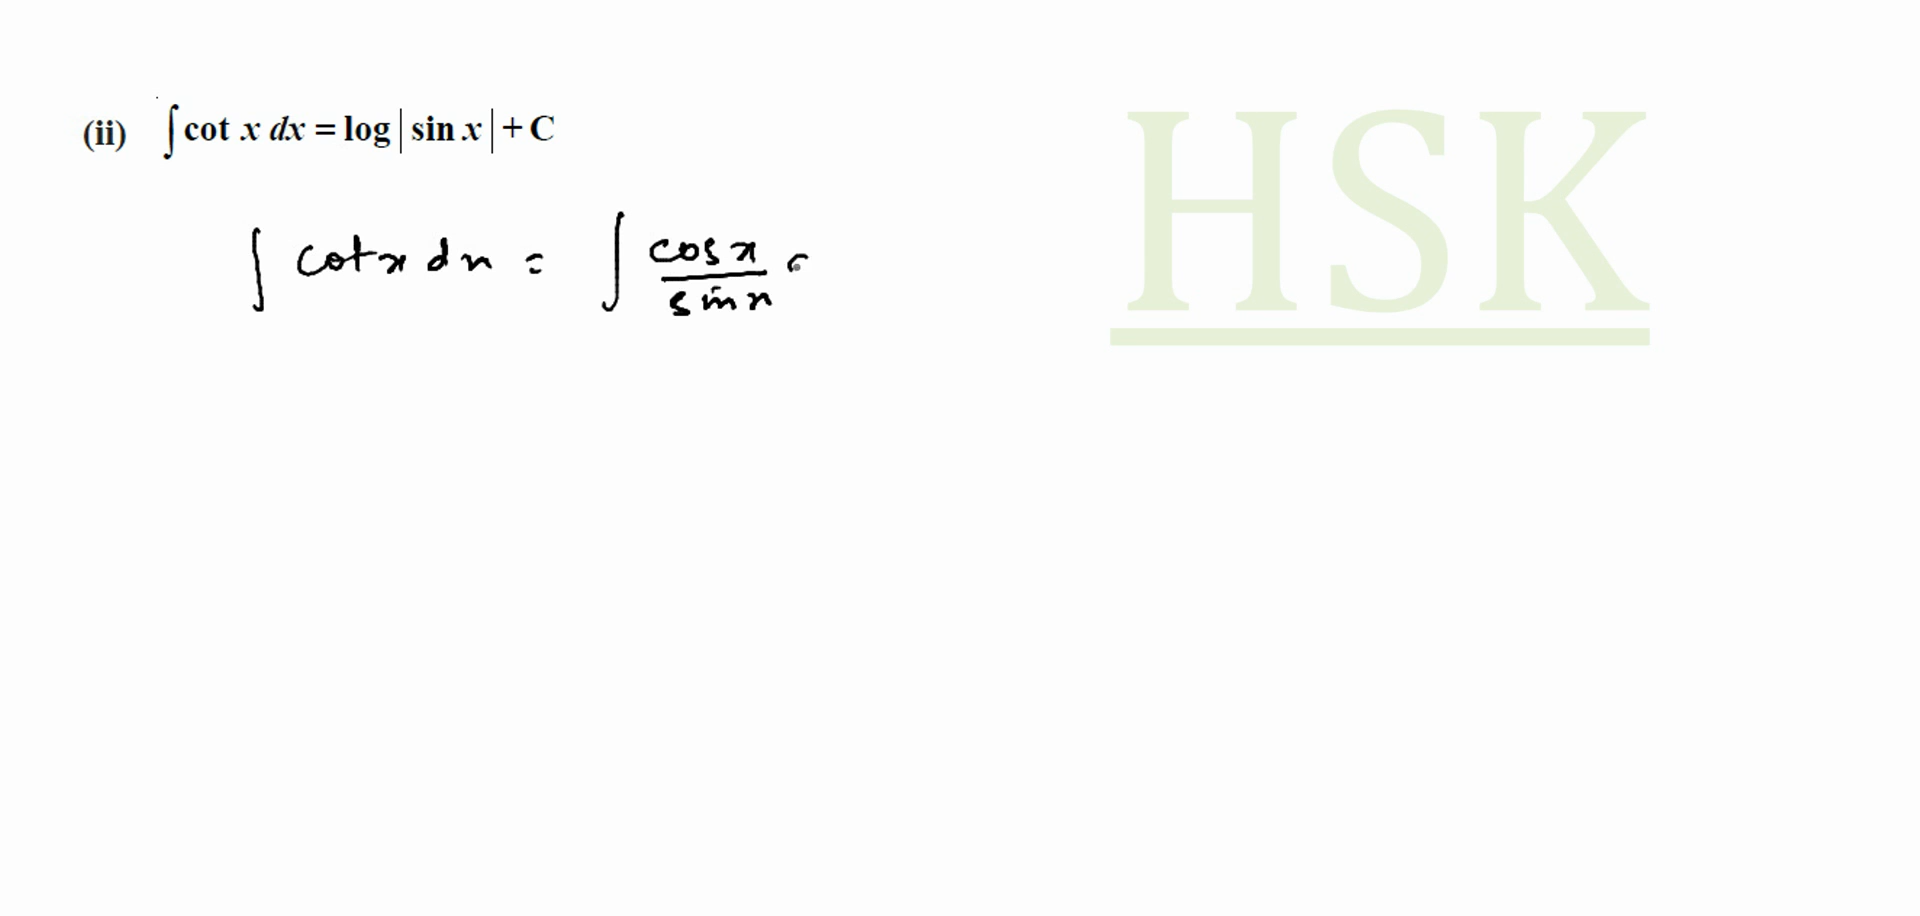 (ii) ∫ cot x dx = log | sin x | + C
∫ cotx dx = ∫ cosx / sinx
HSK